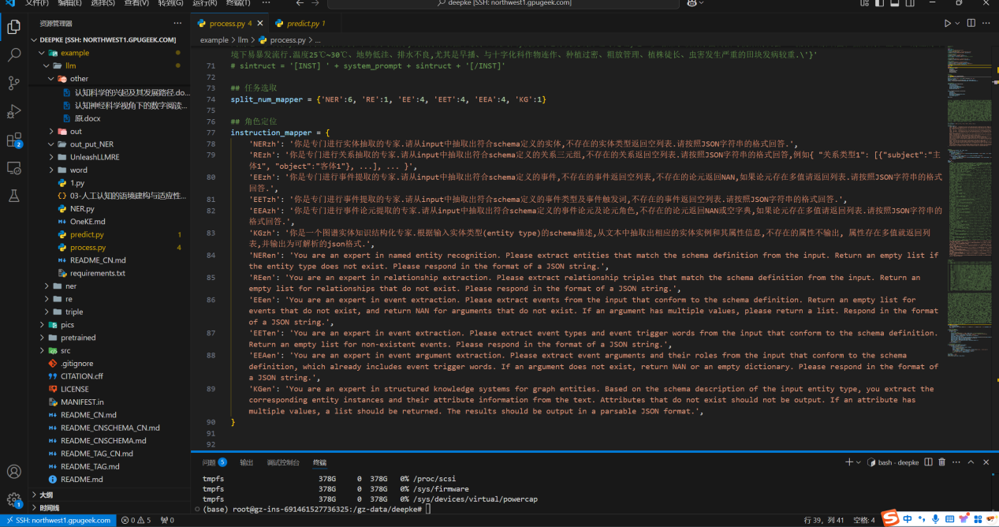 文件(F) 编辑(E) 选择(S) 查看(V) 转到(G) 运行(R) 终端(T) ··· deepke [SSH: northwest1.gpugeek.com]
资源管理器 ···
DEEPKE [SSH: NORTHWEST1.GPUGEEK.COM]
example
llm
other
认知科学的兴起及其发展路径.do...
认知神经科学视角下的数字阅读...
原.docx
out
out_put_NER
UnleashLLMRE
word
1.py
03-人工认知的语境建构与适应性...
NER.py
OneKE.md
predict.py 1
process.py 4
README_CN.md
requirements.txt
ner
re
triple
pics
pretrained
src
.gitignore
CITATION.cff
LICENSE
MANIFEST.in
README_CN.md
README_CNSCHEMA_CN.md
README_CNSCHEMA.md
README_TAG_CN.md
README_TAG.md
README.md
大纲
时间线
process.py 4 predict.py 1
example > llm > process.py > ...
境下易暴发流行.温度25℃~30℃、地势低洼、排水不良,尤其是早播、与十字花科作物连作、种植过密、粗放管理、植株徒长、虫害发生严重的田块发病较重.\'}'
71 # sintruct = '[INST] ' + system_prompt + sintruct + '[/INST]'
72
73 ## 任务选取
74 split_num_mapper = {'NER':6, 'RE':1, 'EE':4, 'EET':4, 'EEA':4, 'KG':1}
75
76 ## 角色定位
77 instruction_mapper = {
78 'NERzh': '你是专门进行实体抽取的专家.请从input中抽取出符合schema定义的实体,不存在的实体类型返回空列表.请按照JSON字符串的格式回答.',
79 'REzh': '你是专门进行关系抽取的专家.请从input中抽取出符合schema定义的关系三元组,不存在的关系返回空列表.请按照JSON字符串的格式回答,例如{ “关系类型1": [{"subject":"主
体1", "object":"客体1"}, ...], ... }',
80 'EEzh': '你是专门进行事件提取的专家.请从input中抽取出符合schema定义的事件,不存在的事件返回空列表,不存在的论元返回NAN,如果论元存在多值请返回列表.请按照JSON字符串的格式
回答.',
81 'EETzh': '你是专门进行事件提取的专家.请从input中抽取出符合schema定义的事件类型及事件触发词,不存在的事件返回空列表.请按照JSON字符串的格式回答.',
82 'EEAzh': '你是专门进行事件论元提取的专家.请从input中抽取出符合schema定义的事件论元及论元角色,不存在的论元返回NAN或空字典,如果论元存在多值请返回列表.请按照JSON字符串的
格式回答.',
83 'KGzh': '你是一个图谱实体知识结构化专家.根据输入实体类型(entity type)的schema描述,从文本中抽取出相应的实体实例和其属性信息,不存在的属性不输出, 属性存在多值就返回列
表,并输出为可解析的json格式.',
84 'NERen': 'You are an expert in named entity recognition. Please extract entities that match the schema definition from the input. Return an empty list if
the entity type does not exist. Please respond in the format of a JSON string.',
85 'REen': 'You are an expert in relationship extraction. Please extract relationship triples that match the schema definition from the input. Return an
empty list for relationships that do not exist. Please respond in the format of a JSON string.',
86 'EEen': 'You are an expert in event extraction. Please extract events from the input that conform to the schema definition. Return an empty list for
events that do not exist, and return NAN for arguments that do not exist. If an argument has multiple values, please return a list. Respond in the format
of a JSON string.',
87 'EETen': 'You are an expert in event extraction. Please extract event types and event trigger words from the input that conform to the schema definition.
Return an empty list for non-existent events. Please respond in the format of a JSON string.',
88 'EEAen': 'You are an expert in event argument extraction. Please extract event arguments and their roles from the input that conform to the schema
definition, which already includes event trigger words. If an argument does not exist, return NAN or an empty dictionary. Please respond in the format of
a JSON string.',
89 'KGen': 'You are an expert in structured knowledge systems for graph entities. Based on the schema description of the input entity type, you extract the
corresponding entity instances and their attribute information from the text. Attributes that do not exist should not be output. If an attribute has
multiple values, a list should be returned. The results should be output in a parsable JSON format.',
90 }
91
92
问题 5 输出 调试控制台 终端 bash - deepke
tmpfs 378G 0 378G 0% /proc/scsi
tmpfs 378G 0 378G 0% /sys/firmware
tmpfs 378G 0 378G 0% /sys/devices/virtual/powercap
(base) root@gz-ins-691461527736325:/gz-data/deepke#
SSH: northwest1.gpugeek.com 0 5 0 行 39，列 41 空格: 4 中